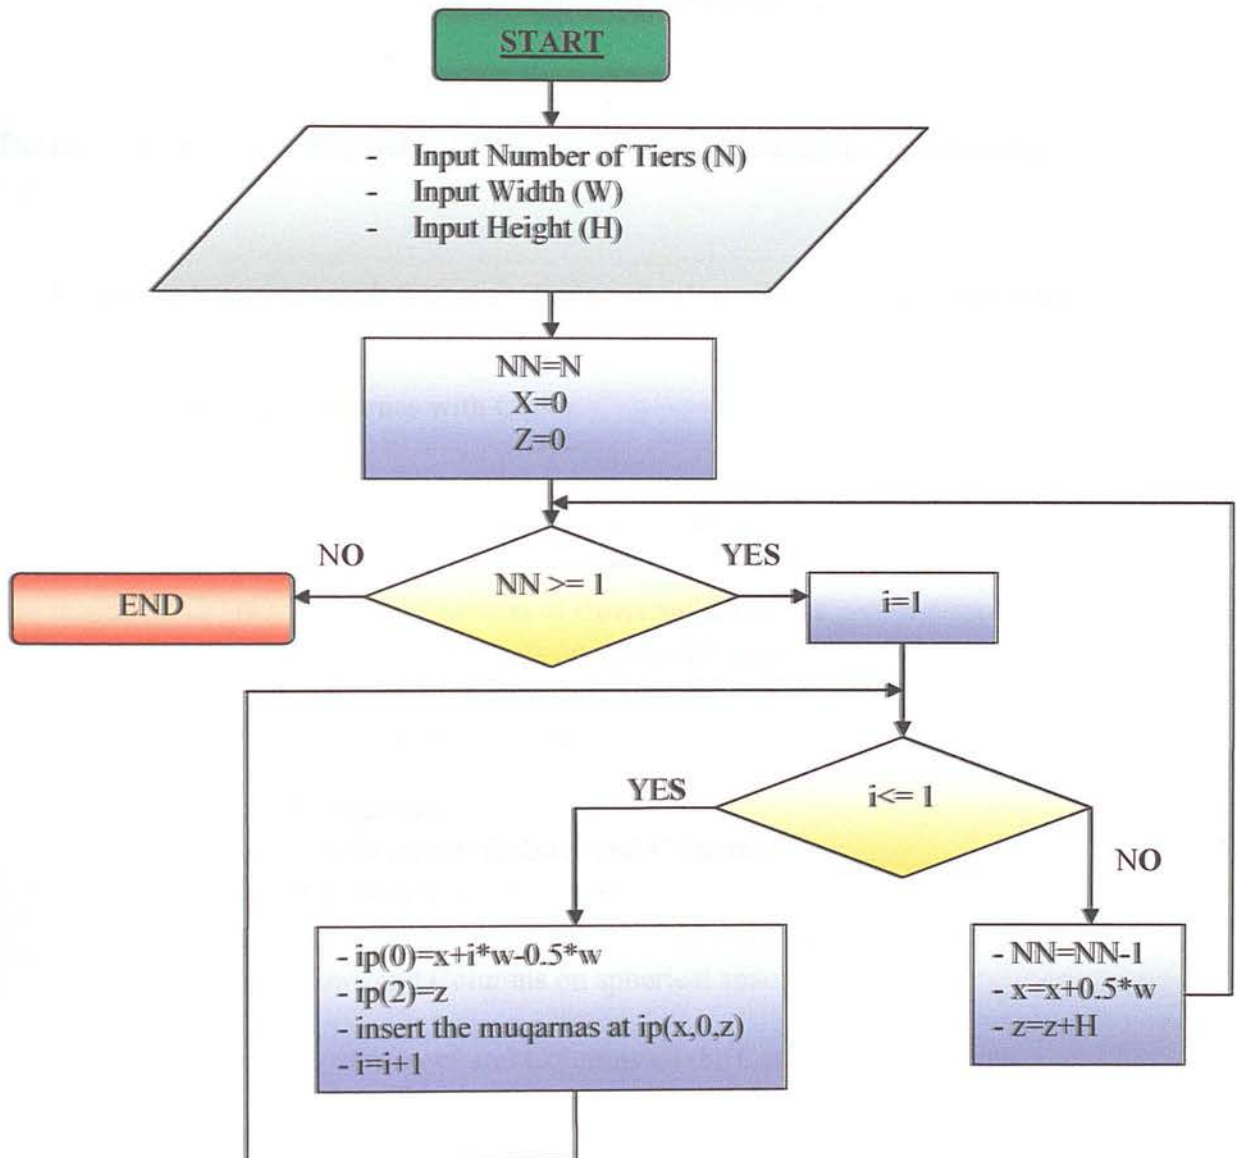 START
- Input Number of Tiers (N)
- Input Width (W)
- Input Height (H)
NN=N
X=0
Z=0
NO
YES
END
NN >= 1
i=1
YES
i<= 1
NO
- ip(0)=x+i*w-0.5*w
- ip(2)=z
- insert the muqarnas at ip(x,0,z)
- i=i+1
- NN=NN-1
- x=x+0.5*w
- z=z+H